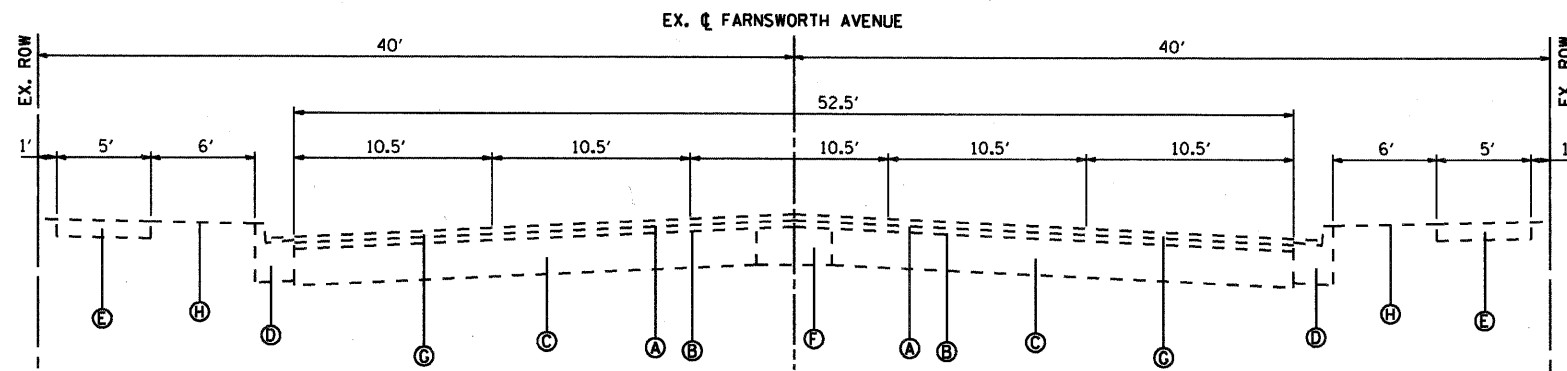 EX. ℄ FARNSWORTH AVENUE
EX. ROW
40'
40'
EX. ROW
52.5'
1'
5'
6'
10.5'
10.5'
10.5'
10.5'
10.5'
6'
5'
1'
E
H
D
G
C
A
B
F
A
B
C
G
D
H
E